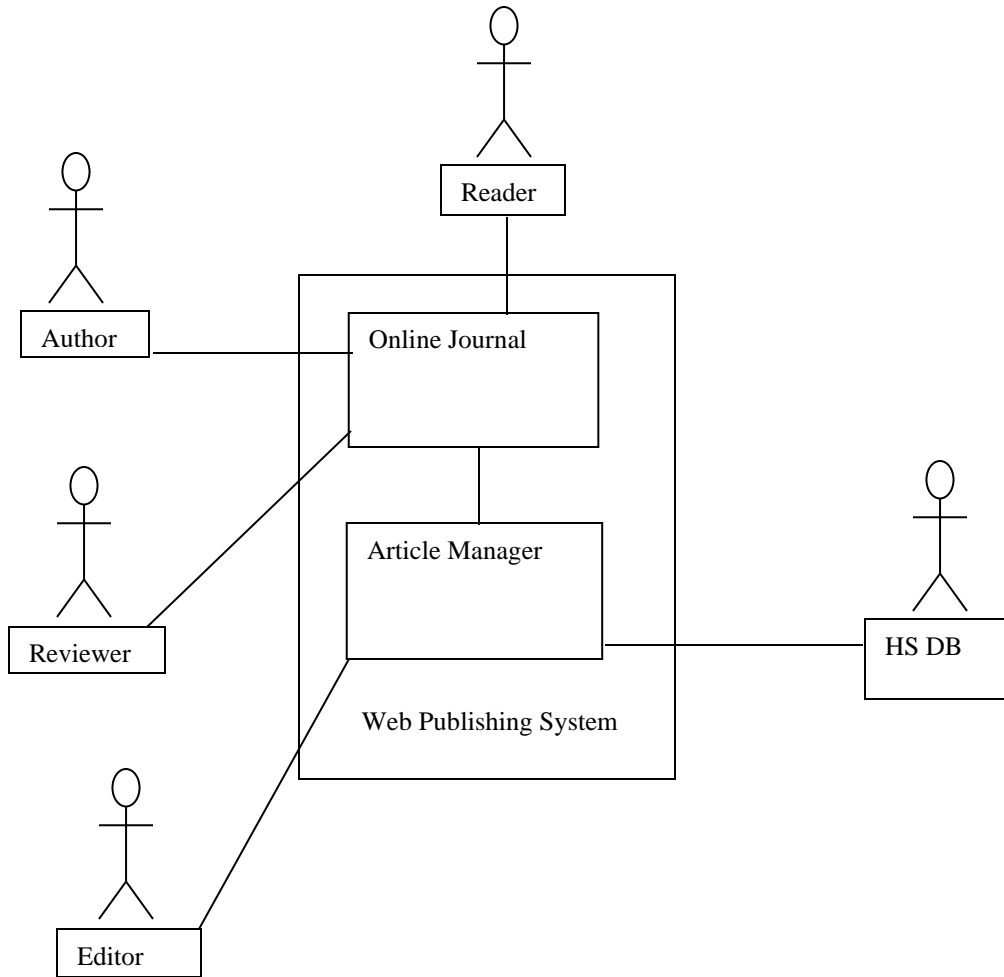 Reader
Author
Online Journal
Reviewer
Article Manager
HS DB
Web Publishing System
Editor